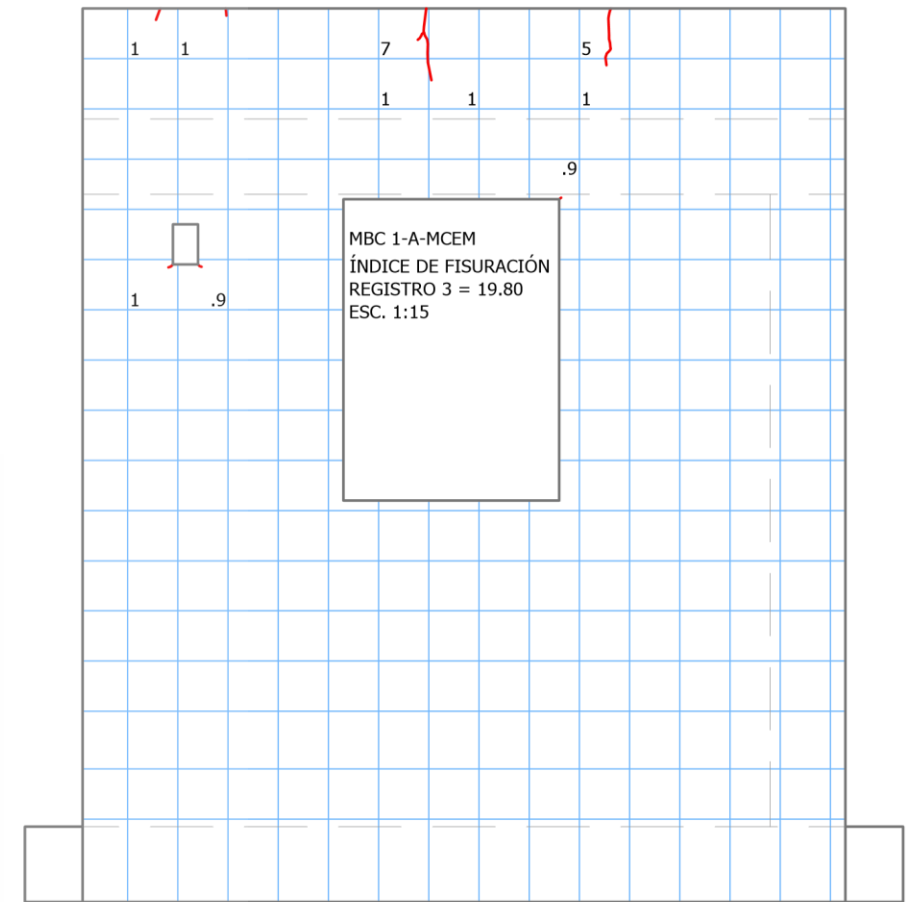 1 1 7 5
1 1 1
.9
MBC 1-A-MCEM
ÍNDICE DE FISURACIÓN
REGISTRO 3 = 19.80
ESC. 1:15
1 .9